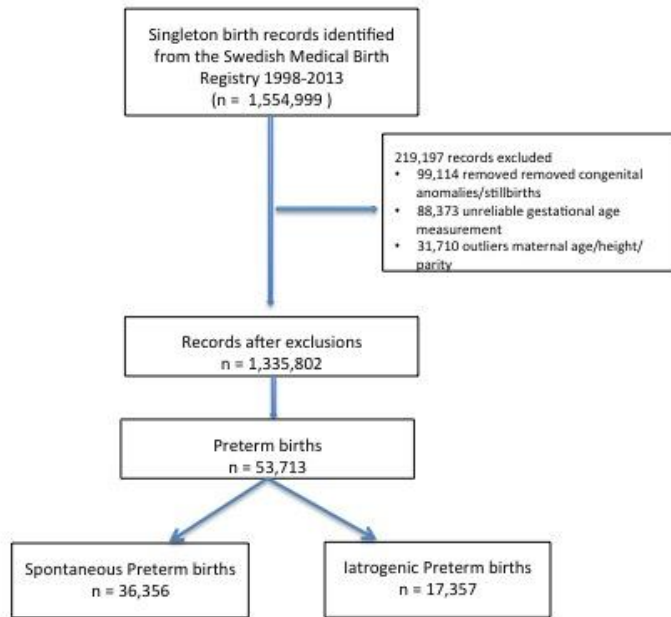 Singleton birth records identified
from the Swedish Medical Birth
Registry 1998-2013
(n = 1,554,999 )
219,197 records excluded
• 99,114 removed removed congenital
anomalies/stillbirths
• 88,373 unreliable gestational age
measurement
• 31,710 outliers maternal age/height/
parity
Records after exclusions
n = 1,335,802
Preterm births
n = 53,713
Spontaneous Preterm births
n = 36,356
Iatrogenic Preterm births
n = 17,357